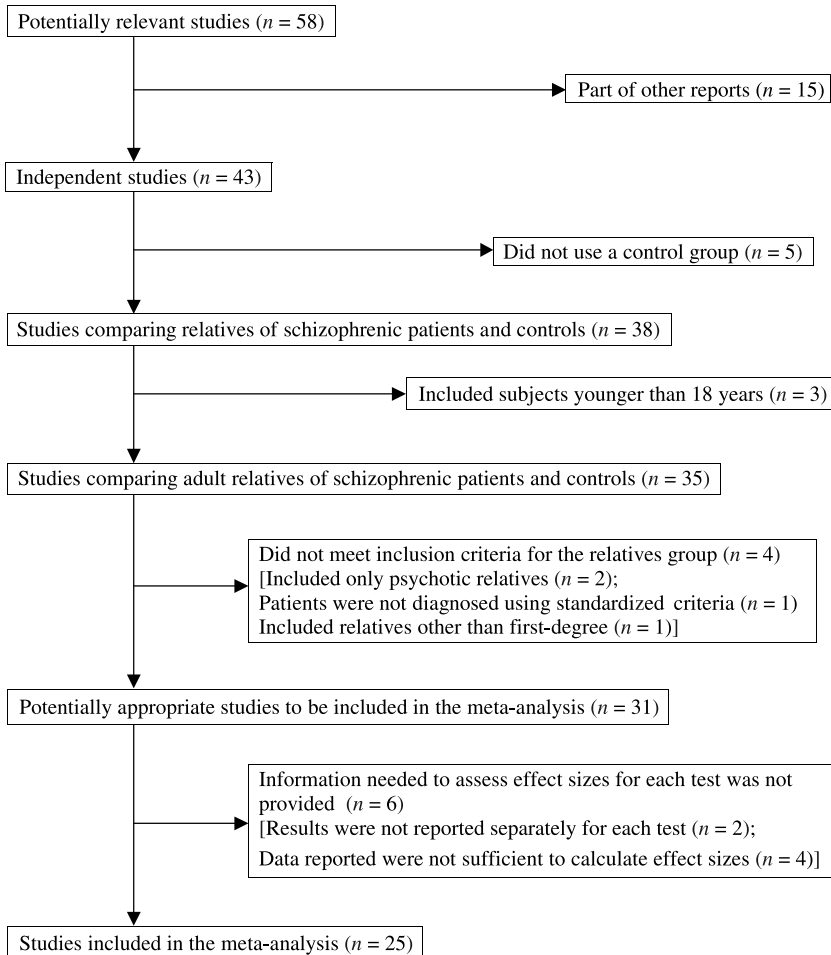 Potentially relevant studies (n = 58)
Part of other reports (n = 15)
Independent studies (n = 43)
Did not use a control group (n = 5)
Studies comparing relatives of schizophrenic patients and controls (n = 38)
Included subjects younger than 18 years (n = 3)
Studies comparing adult relatives of schizophrenic patients and controls (n = 35)
Did not meet inclusion criteria for the relatives group (n = 4)
[Included only psychotic relatives (n = 2);
Patients were not diagnosed using standardized criteria (n = 1)
Included relatives other than first-degree (n = 1)]
Potentially appropriate studies to be included in the meta-analysis (n = 31)
Information needed to assess effect sizes for each test was not
provided (n = 6)
[Results were not reported separately for each test (n = 2);
Data reported were not sufficient to calculate effect sizes (n = 4)]
Studies included in the meta-analysis (n = 25)